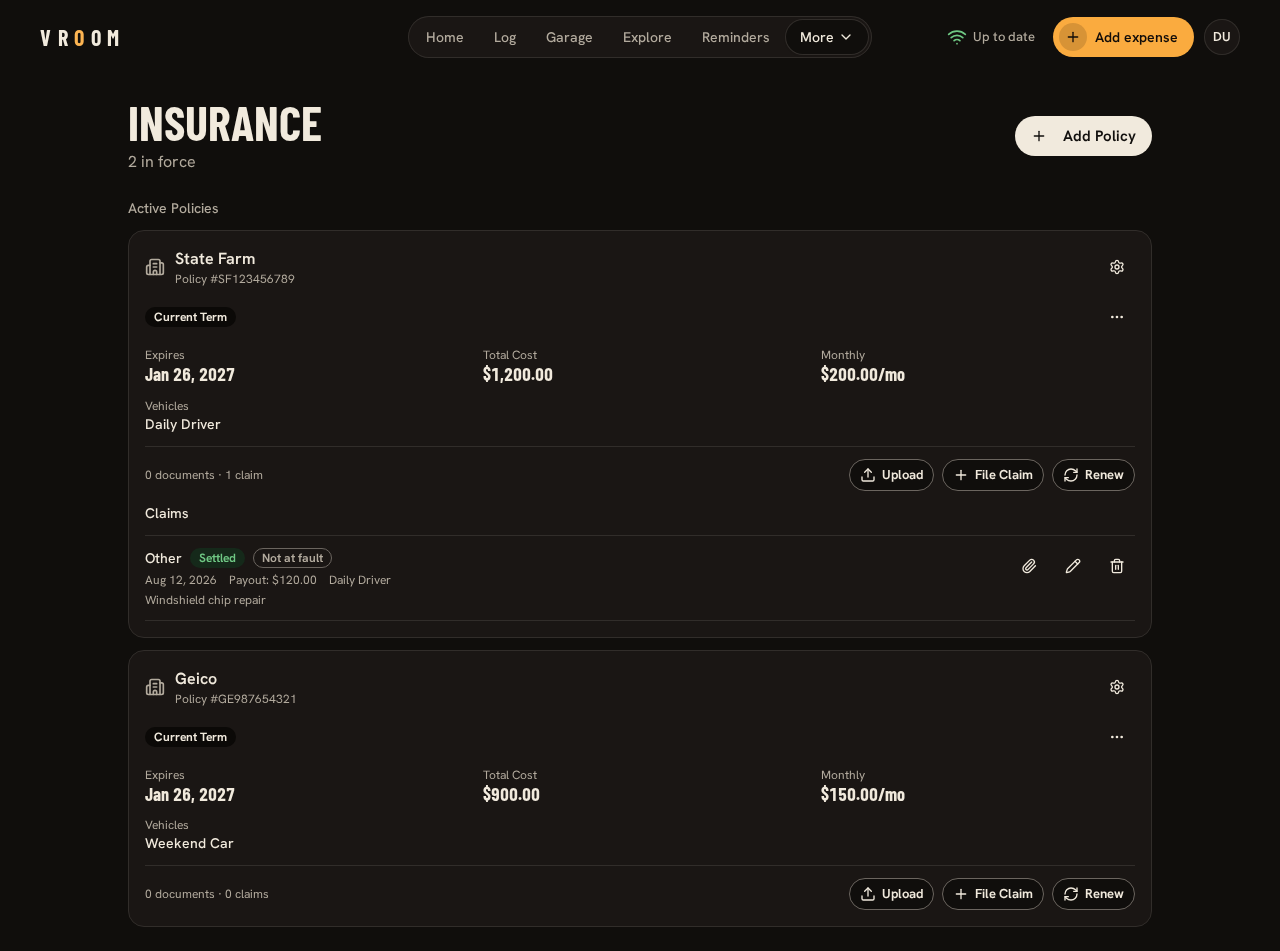 VROOM
Home Log Garage Explore Reminders More Up to date Add expense DU
INSURANCE
2 in force
Add Policy
Active Policies
State Farm
Policy #SF123456789
Current Term
Expires Total Cost Monthly
Jan 26, 2027 $1,200.00 $200.00/mo
Vehicles
Daily Driver
0 documents · 1 claim Upload File Claim Renew
Claims
Other Settled Not at fault
Aug 12, 2026 Payout: $120.00 Daily Driver
Windshield chip repair
Geico
Policy #GE987654321
Current Term
Expires Total Cost Monthly
Jan 26, 2027 $900.00 $150.00/mo
Vehicles
Weekend Car
0 documents · 0 claims Upload File Claim Renew